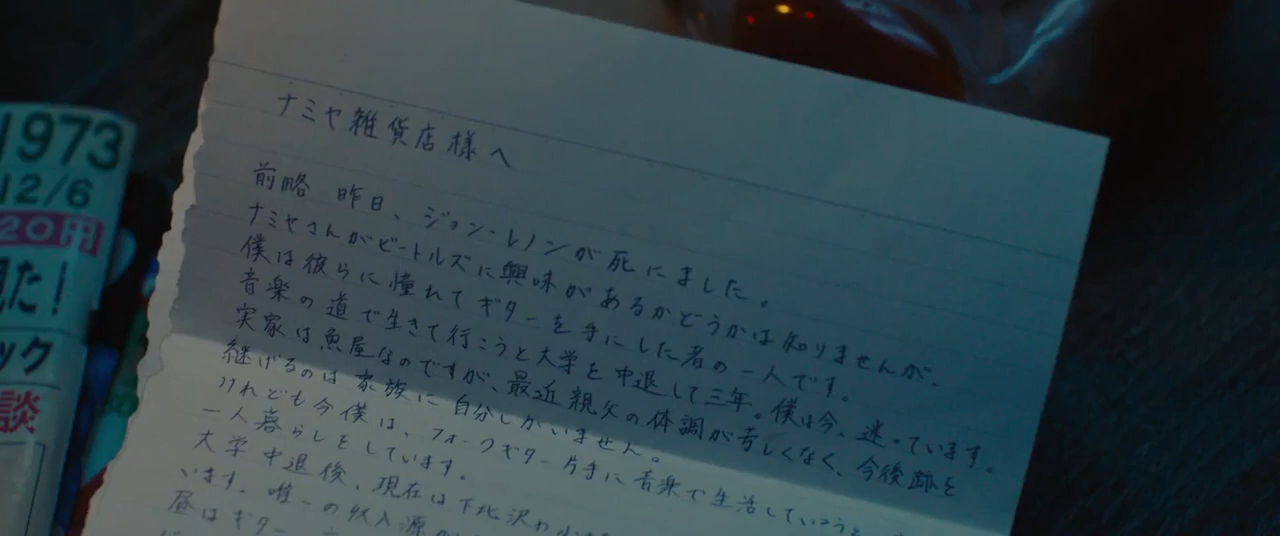 1973
12/6
20円
た!
ック
談
ナミヤ雑貨店様へ
前略 昨日、ジョン・レノンが死にました。
ナミヤさんがビートルズに興味があるかどうかは知りませんが、
僕は彼らに憧れてギターを手にした者の一人です。
音楽の道で生きて行こうと大学を中退して三年。僕は今、迷っています。
実家は魚屋なのですが、最近親父の体調が芳しくなく、今後跡を
継げるのは家族に自分しかいません。
けれども今僕は、フォークギター片手に音楽で生活していこうと
一人暮らしをしています。
大学中退後、現在は下北沢の
います。唯一の収入源
昼はギター